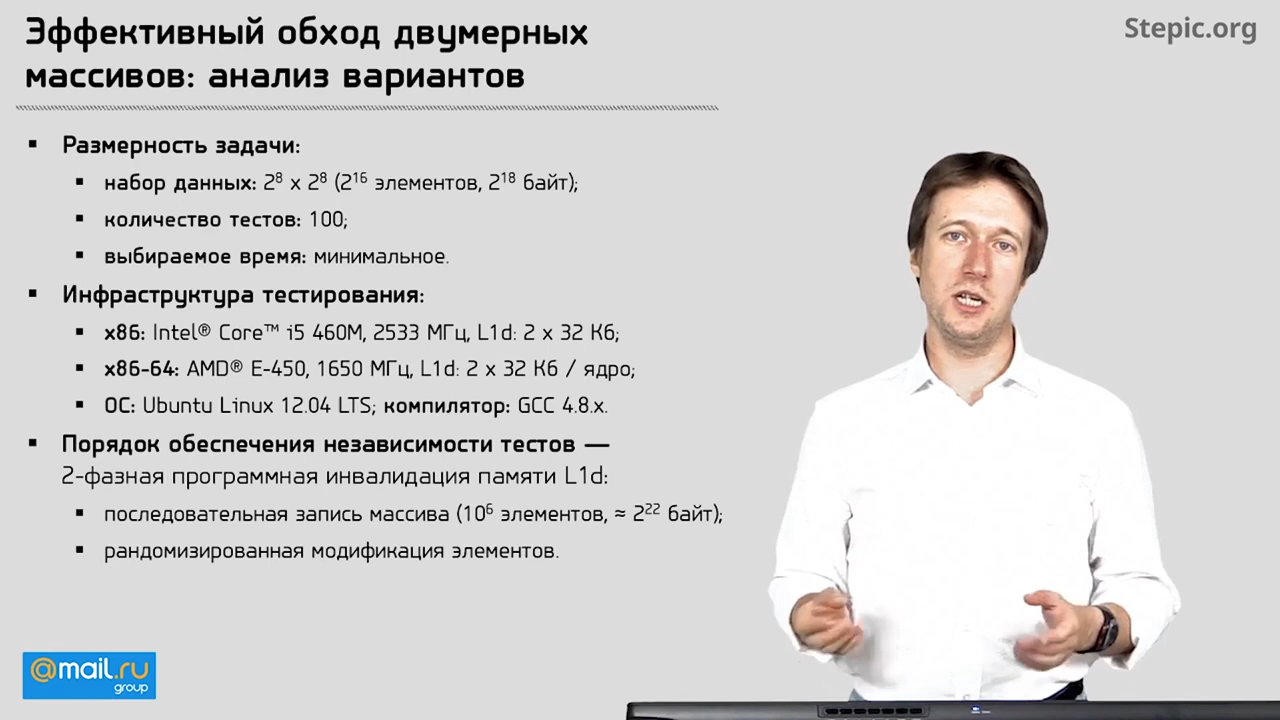 Эффективный обход двумерных
массивов: анализ вариантов
Stepic.org
▪ Размерность задачи:
▪ набор данных: 2⁸ x 2⁸ (2¹⁶ элементов, 2¹⁸ байт);
▪ количество тестов: 100;
▪ выбираемое время: минимальное.
▪ Инфраструктура тестирования:
▪ x86: Intel® Core™ i5 460M, 2533 МГц, L1d: 2 x 32 Кб;
▪ x86-64: AMD® E-450, 1650 МГц, L1d: 2 x 32 Кб / ядро;
▪ ОС: Ubuntu Linux 12.04 LTS; компилятор: GCC 4.8.x.
▪ Порядок обеспечения независимости тестов —
2-фазная программная инвалидация памяти L1d:
▪ последовательная запись массива (10⁶ элементов, ≈ 2²² байт);
▪ рандомизированная модификация элементов.
@mail.ru
group